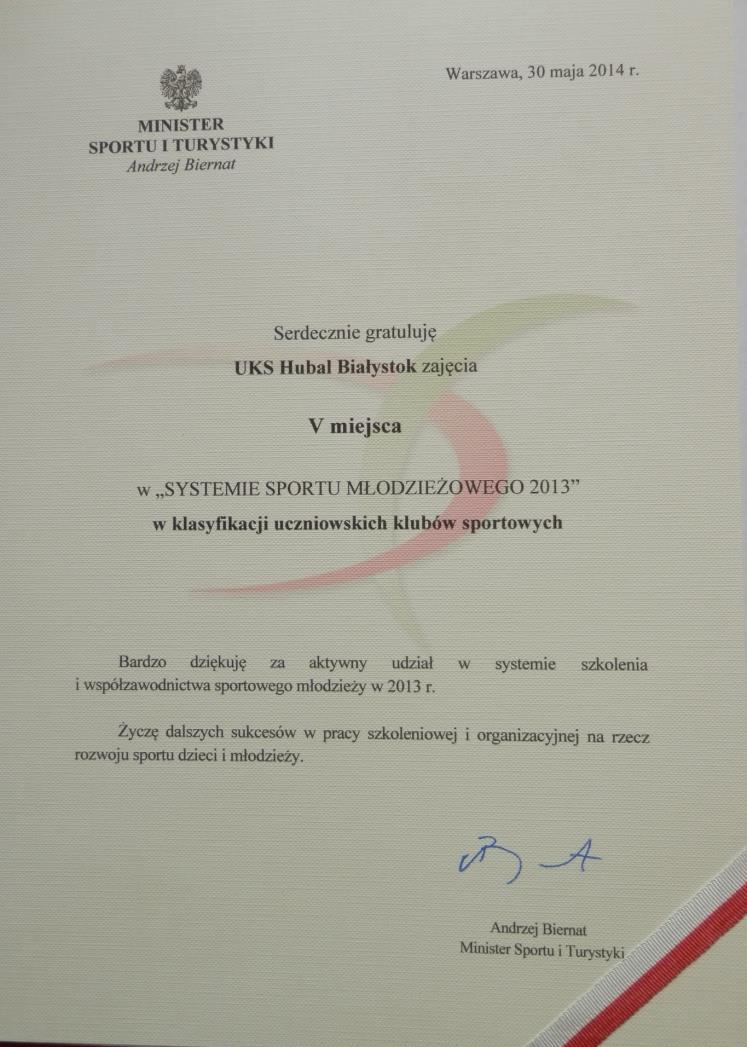 Warszawa, 30 maja 2014 r.
MINISTER
SPORTU I TURYSTYKI
Andrzej Biernat
Serdecznie gratuluję
UKS Hubal Białystok zajęcia
V miejsca
w „SYSTEMIE SPORTU MŁODZIEŻOWEGO 2013”
w klasyfikacji uczniowskich klubów sportowych
Bardzo dziękuję za aktywny udział w systemie szkolenia
i współzawodnictwa sportowego młodzieży w 2013 r.
Życzę dalszych sukcesów w pracy szkoleniowej i organizacyjnej na rzecz
rozwoju sportu dzieci i młodzieży.
Andrzej Biernat
Minister Sportu i Turystyki